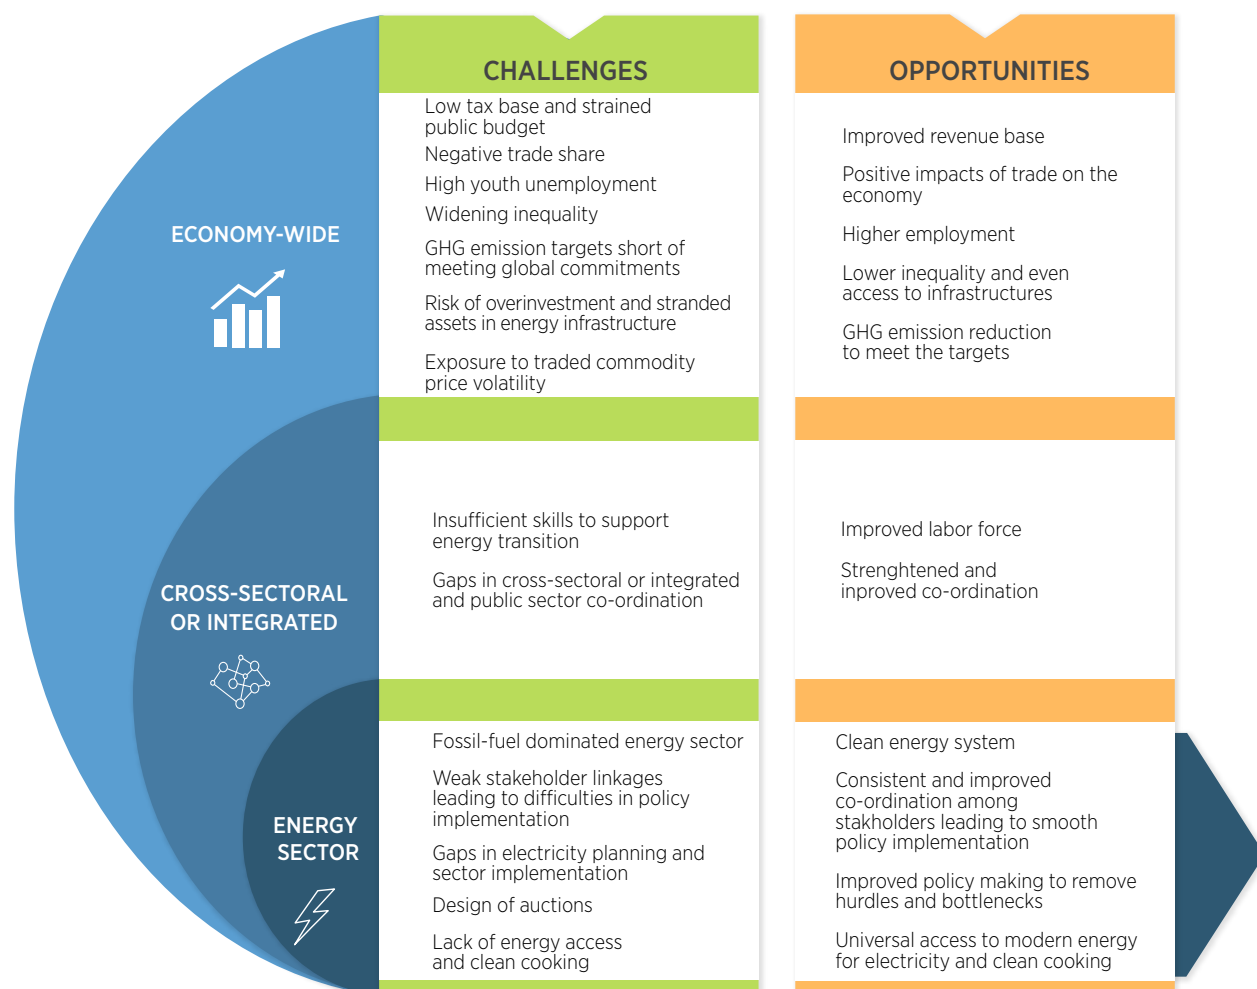 CHALLENGES
OPPORTUNITIES
ECONOMY-WIDE
Low tax base and strained
public budget
Negative trade share
High youth unemployment
Widening inequality
GHG emission targets short of
meeting global commitments
Risk of overinvestment and stranded
assets in energy infrastructure
Exposure to traded commodity
price volatility
Improved revenue base
Positive impacts of trade on the
economy
Higher employment
Lower inequality and even
access to infrastructures
GHG emission reduction
to meet the targets
CROSS-SECTORAL
OR INTEGRATED
Insufficient skills to support
energy transition
Gaps in cross-sectoral or integrated
and public sector co-ordination
Improved labor force
Strenghtened and
inproved co-ordination
ENERGY
SECTOR
Fossil-fuel dominated energy sector
Weak stakeholder linkages
leading to difficulties in policy
implementation
Gaps in electricity planning and
sector implementation
Design of auctions
Lack of energy access
and clean cooking
Clean energy system
Consistent and improved
co-ordination among
stakholders leading to smooth
policy implementation
Improved policy making to remove
hurdles and bottlenecks
Universal access to modern energy
for electricity and clean cooking